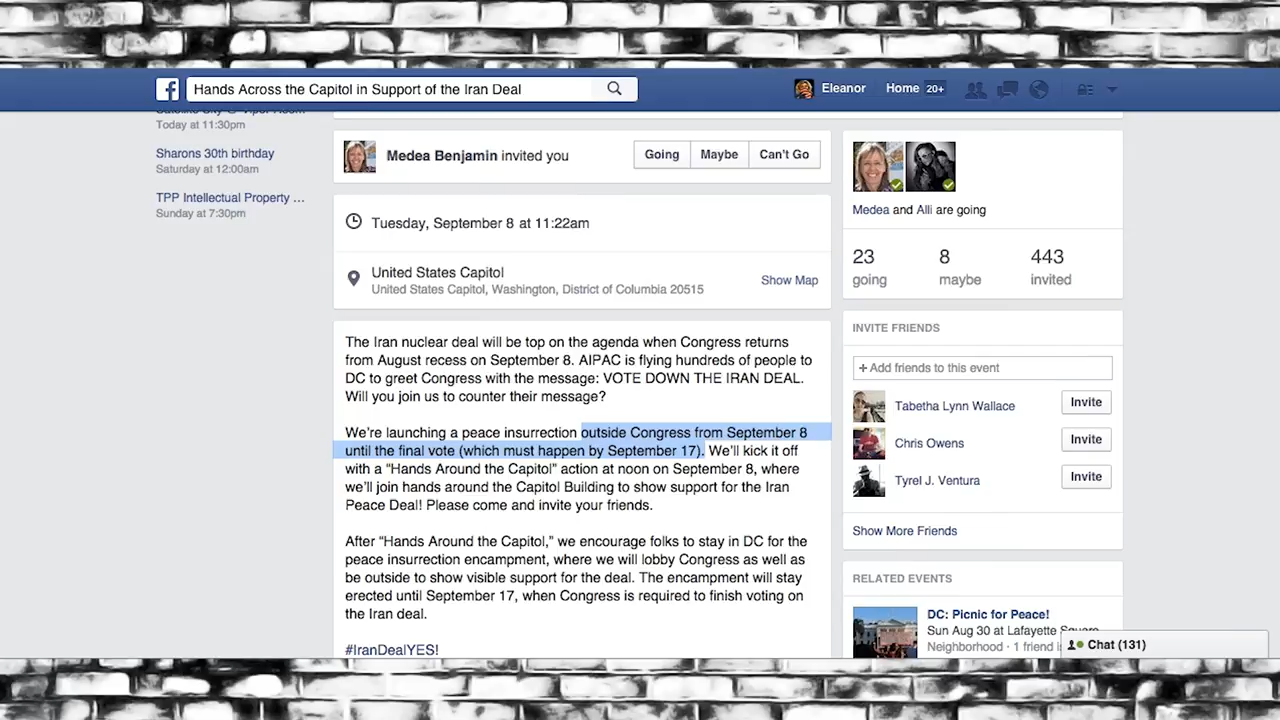 Hands Across the Capitol in Support of the Iran Deal
Eleanor
Home 20+
Today at 11:30pm
Sharons 30th birthday
Saturday at 12:00am
TPP Intellectual Property ...
Sunday at 7:30pm
Medea Benjamin invited you
Going
Maybe
Can't Go
Tuesday, September 8 at 11:22am
United States Capitol
United States Capitol, Washington, District of Columbia 20515
Show Map
The Iran nuclear deal will be top on the agenda when Congress returns
from August recess on September 8. AIPAC is flying hundreds of people to
DC to greet Congress with the message: VOTE DOWN THE IRAN DEAL.
Will you join us to counter their message?
We're launching a peace insurrection outside Congress from September 8
until the final vote (which must happen by September 17). We'll kick it off
with a “Hands Around the Capitol” action at noon on September 8, where
we'll join hands around the Capitol Building to show support for the Iran
Peace Deal! Please come and invite your friends.
After “Hands Around the Capitol,” we encourage folks to stay in DC for the
peace insurrection encampment, where we will lobby Congress as well as
be outside to show visible support for the deal. The encampment will stay
erected until September 17, when Congress is required to finish voting on
the Iran deal.
#IranDealYES!
Medea and Alli are going
23
going
8
maybe
443
invited
INVITE FRIENDS
+ Add friends to this event
Tabetha Lynn Wallace
Invite
Chris Owens
Invite
Tyrel J. Ventura
Invite
Show More Friends
RELATED EVENTS
DC: Picnic for Peace!
Sun Aug 30 at Lafayette Square
Neighborhood · 1 friend
Chat (131)